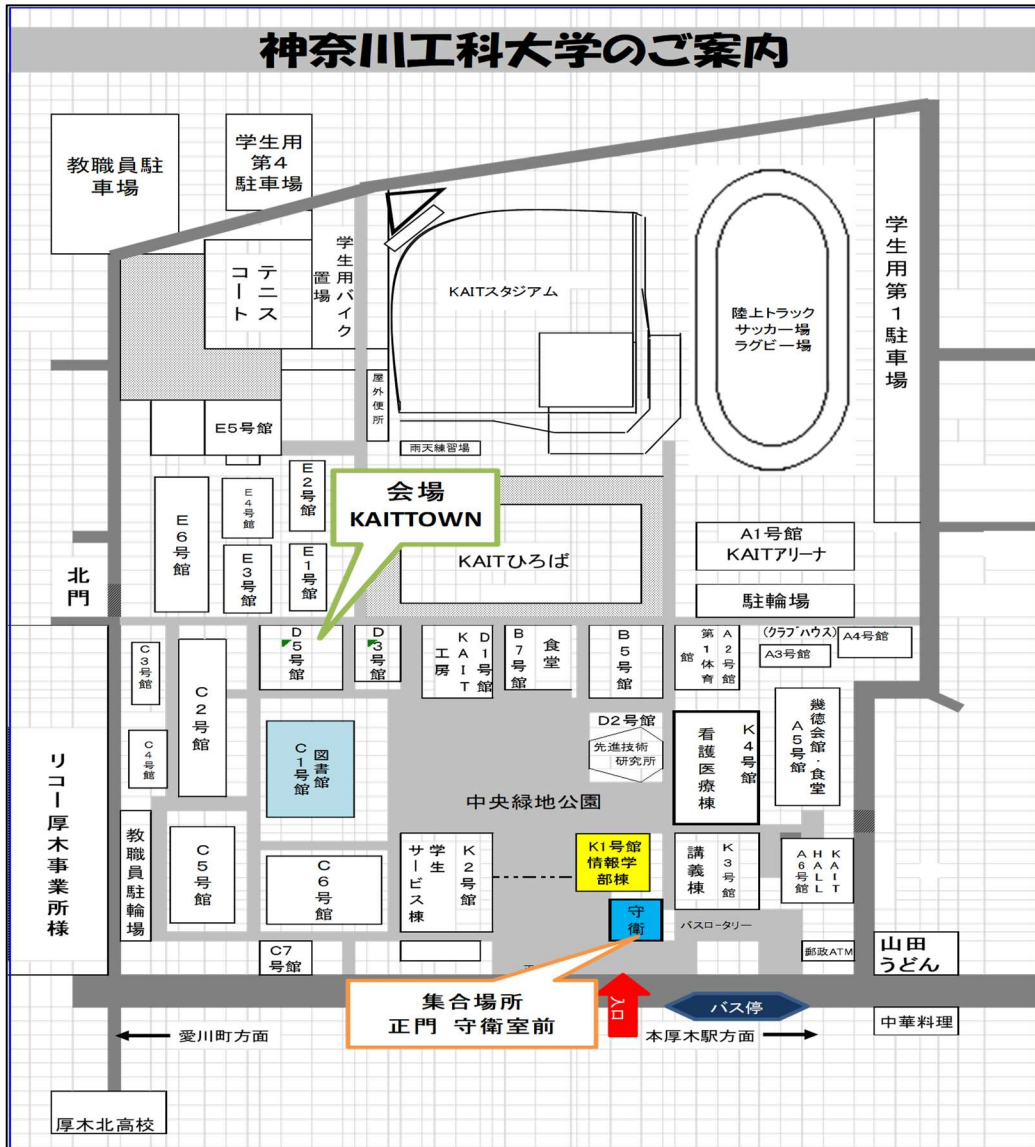 神奈川工科大学のご案内
教職員駐
車場
学生用
第4
駐車場
学生用バイク
置場
テニス
コート
KAITスタジアム
陸上トラック
サッカー場
ラグビー場
学生用第1駐車場
屋外便所
雨天練習場
E5号館
E2号館
E4号館
E6号館
E3号館
E1号館
会場
KAITTOWN
KAITひろば
A1号館
KAITアリーナ
駐輪場
北門
C3号館
C2号館
D5号館
D3号館
D1号館
KAIT
工房
食堂
B7号館
B5号館
A2号館
第1体育
館
(クラブハウス)
A3号館
A4号館
C4号館
図書館
C1号館
D2号館
先進技術
研究所
K4号館
看護医療棟
幾徳会館・食堂
A5号館
中央緑地公園
リコー厚木事業所様
教職員駐輪場
C5号館
C6号館
K2号館
学生
サービス棟
K1号館
情報学
部棟
K3号館
講義棟
KAIT
HALL
A6号館
守
衛
バスロータリー
C7
号館
郵政ATM
山田
うどん
集合場所
正門 守衛室前
入口
バス停
中華料理
愛川町方面
本厚木駅方面
厚木北高校